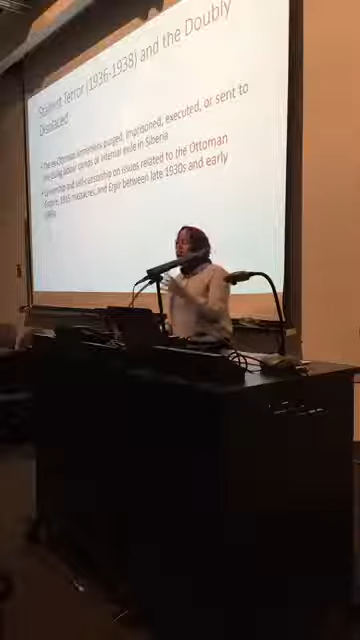 Stalinist Terror (1936-1938) and the Doubly
Displaced
• The ex-Ottoman Armenians purged, imprisoned, executed, or sent to
labour camps or internal exile in Siberia
• Censorship and self-censorship on issues related to the Ottoman
Empire, 1915 massacres, and Ergir between late 1930s and early